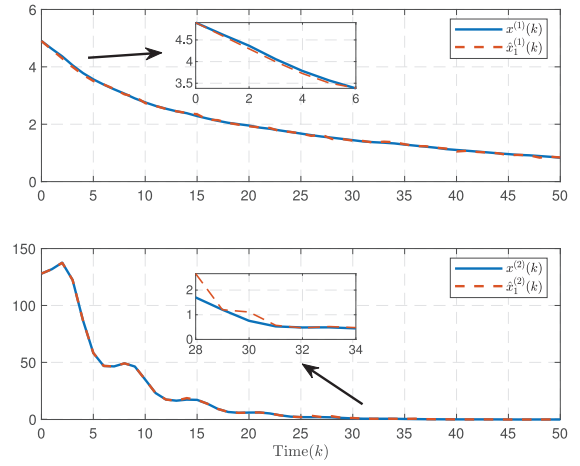 6
4
2
0
0 5 10 15 20 25 30 35 40 45 50
4.5
4
3.5
0 2 4 6
x^{(1)}(k)
\hat{x}_1^{(1)}(k)
150
100
50
0
0 5 10 15 20 25 30 35 40 45 50
2
1
0
28 30 32 34
x^{(2)}(k)
\hat{x}_1^{(2)}(k)
Time(k)